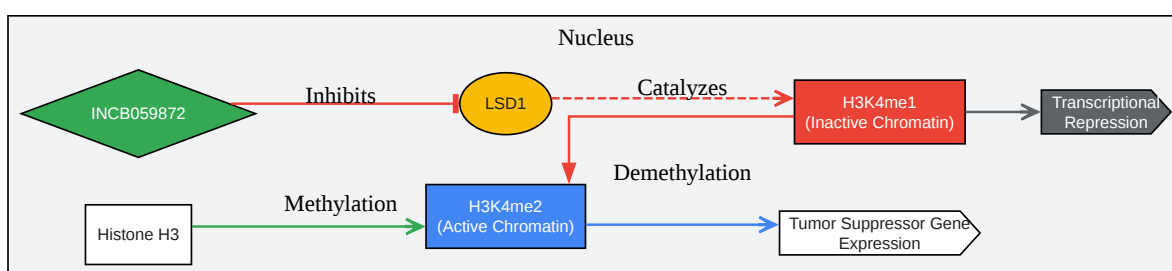 Nucleus
INCB059872
Inhibits
LSD1
Catalyzes
H3K4me1
(Inactive Chromatin)
Transcriptional
Repression
Histone H3
Methylation
H3K4me2
(Active Chromatin)
Demethylation
Tumor Suppressor Gene
Expression